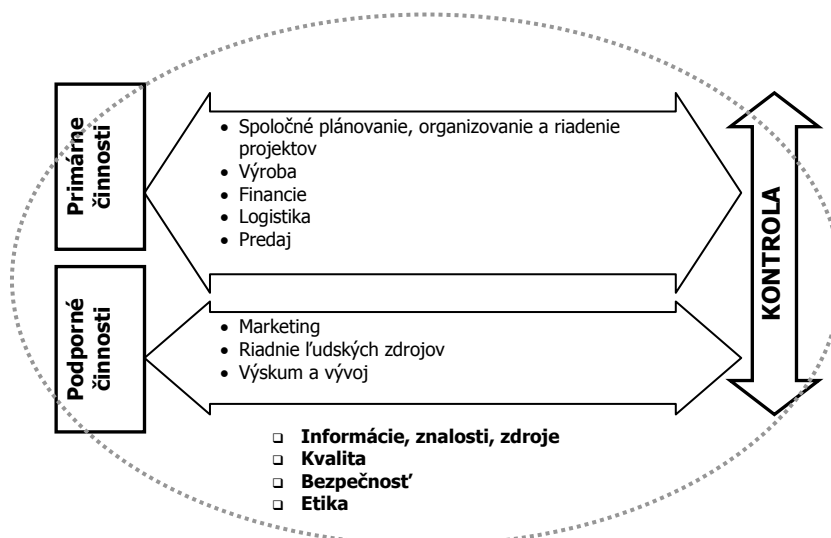 Primárne
činnosti
• Spoločné plánovanie, organizovanie a riadenie
projektov
• Výroba
• Financie
• Logistika
• Predaj
KONTROLA
Podporné
činnosti
• Marketing
• Riadnie ľudských zdrojov
• Výskum a vývoj
❑ Informácie, znalosti, zdroje
❑ Kvalita
❑ Bezpečnosť
❑ Etika